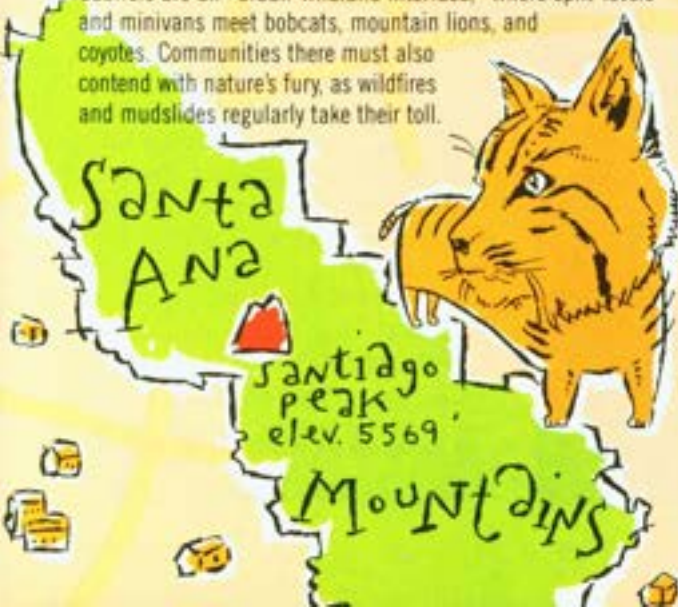 and minivans meet bobcats, mountain lions, and
coyotes. Communities there must also
contend with nature's fury, as wildfires
and mudslides regularly take their toll.
Santa
Ana
Santiago
Peak
elev. 5569'
Mountains